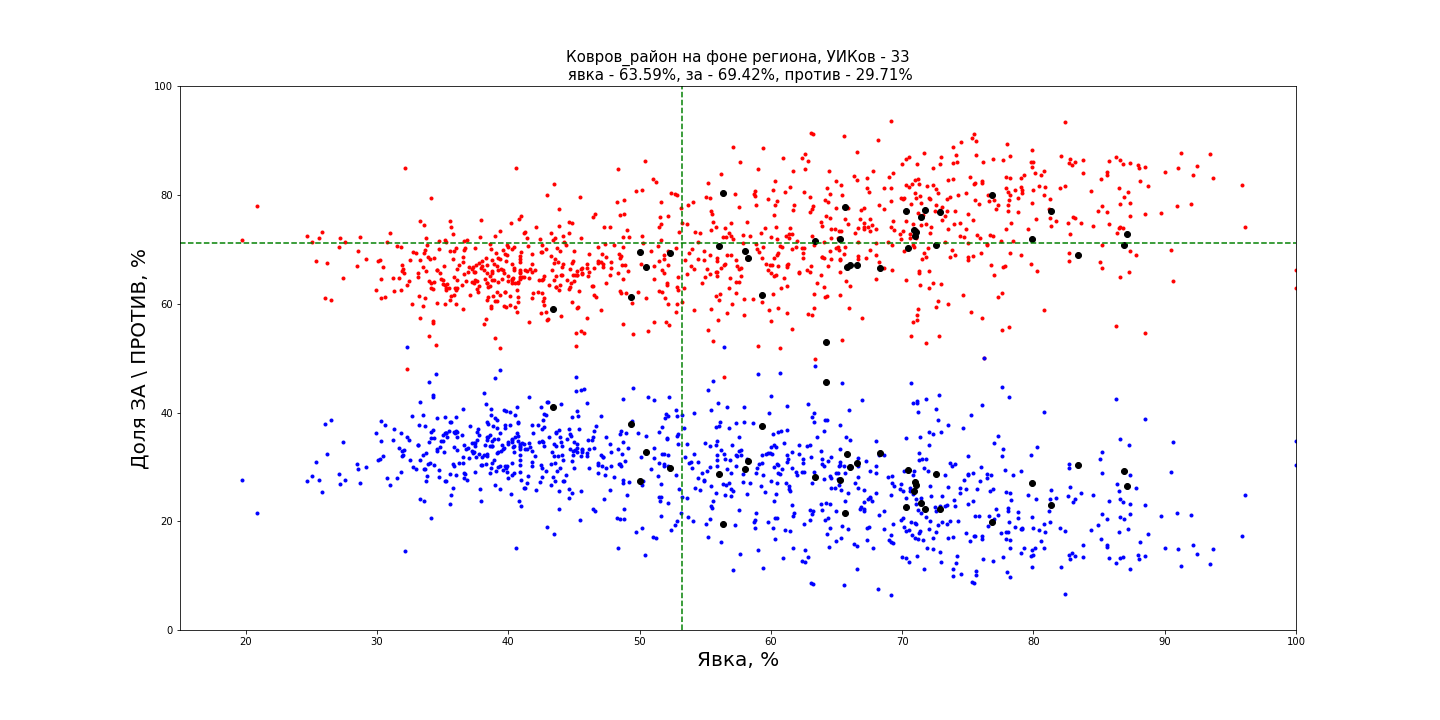 Ковров_район на фоне региона, УИКов - 33
явка - 63.59%, за - 69.42%, против - 29.71%
100
80
60
40
20
0
Доля ЗА \ ПРОТИВ, %
20 30 40 50 60 70 80 90 100
Явка, %